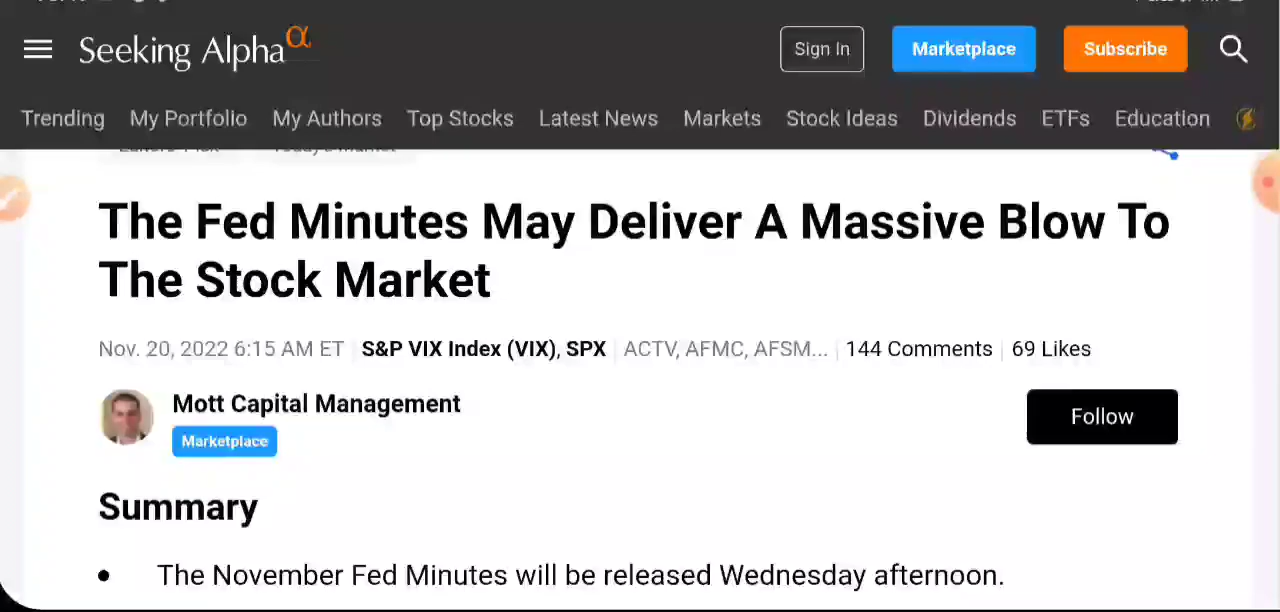 Seeking Alpha α
Sign In
Marketplace
Subscribe
Trending My Portfolio My Authors Top Stocks Latest News Markets Stock Ideas Dividends ETFs Education
The Fed Minutes May Deliver A Massive Blow To
The Stock Market
Nov. 20, 2022 6:15 AM ET S&P VIX Index (VIX), SPX ACTV, AFMC, AFSM... 144 Comments 69 Likes
Mott Capital Management
Marketplace
Follow
Summary
• The November Fed Minutes will be released Wednesday afternoon.